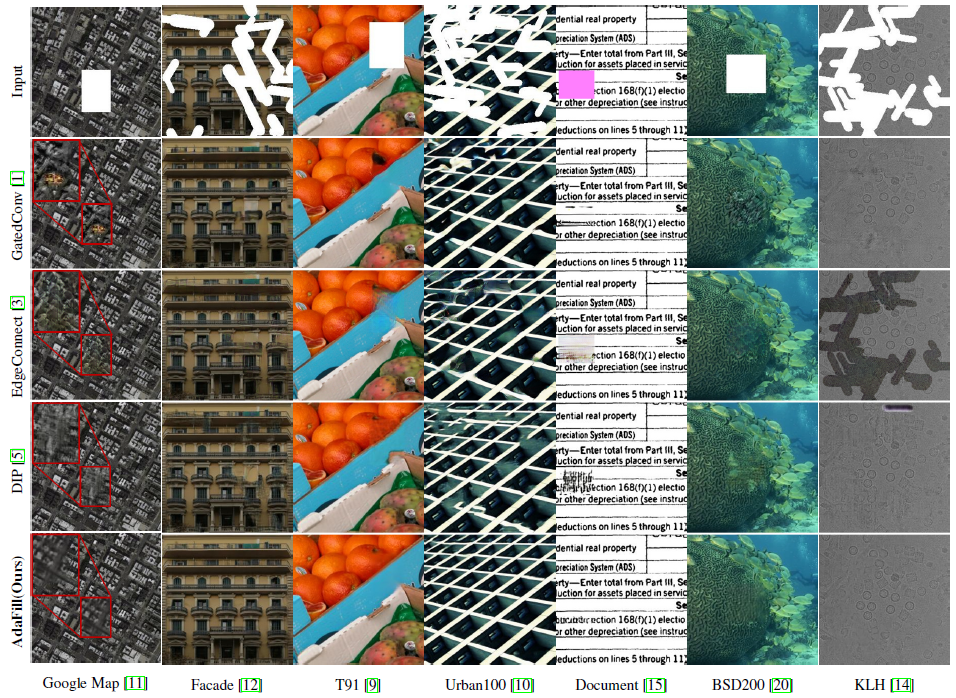 Input
dential real property
preciation System (ADS)
erty—Enter total from Part III, Se
uction for assets placed in servic
Se
ection 168(f)(1) electio
or other depreciation (see instruc
eductions on lines 5 through 11)
GatedConv [1]
dential real property
preciation System (ADS)
erty—Enter total from Part III, Se
uction for assets placed in servic
Se
ection 168(f)(1) electio
or other depreciation (see instruc
eductions on lines 5 through 11)
EdgeConnect [3]
dential real property
preciation System (ADS)
erty—Enter total from Part III, Se
uction for assets placed in servic
Se
ection 168(f)(1) electio
or other depreciation (see instruc
eductions on lines 5 through 11)
DIP [5]
dential real property
preciation System (ADS)
erty—Enter total from Part III, Se
uction for assets placed in servic
Se
ection 168(f)(1) electio
or other depreciation (see instruc
eductions on lines 5 through 11)
AdaFill(Ours)
dential real property
preciation System (ADS)
erty—Enter total from Part III, Se
uction for assets placed in servic
Se
ection 168(f)(1) electio
or other depreciation (see instruc
eductions on lines 5 through 11)
Google Map [11] Facade [12] T91 [9] Urban100 [10] Document [15] BSD200 [20] KLH [14]